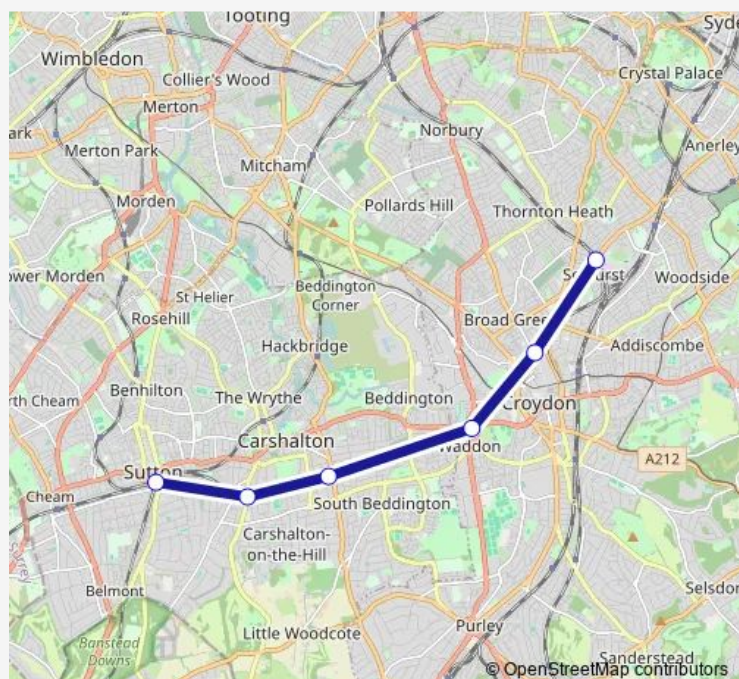 Tooting
Syde
Wimbledon
Collier's Wood
Crystal Palace
Merton
Norbury
ark
Merton Park
Anerley
Mitcham
Morden
Pollards Hill
Thornton Heath
ower Morden
Woodside
St Helier
Beddington
Corner
Rosehill
Broad Gree
Hackbridge
Addiscombe
Benhilton
The Wrythe
Beddington
rth Cheam
Croydon
Carshalton
Waddon
A212
Sutton
Cheam
South Beddington
Surrey
Carshalton-
on-the-Hill
Belmont
Selsdo
Banstead
Downs
Little Woodcote
Purley
Sanderstead
© OpenStreetMap contributors